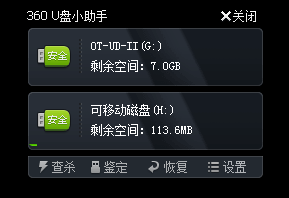 360 U盘小助手 ×关闭
安全 OT-UD-II(G:)
剩余空间: 7.0GB
安全 可移动磁盘(H:)
剩余空间: 113.6MB
查杀 鉴定 恢复 设置